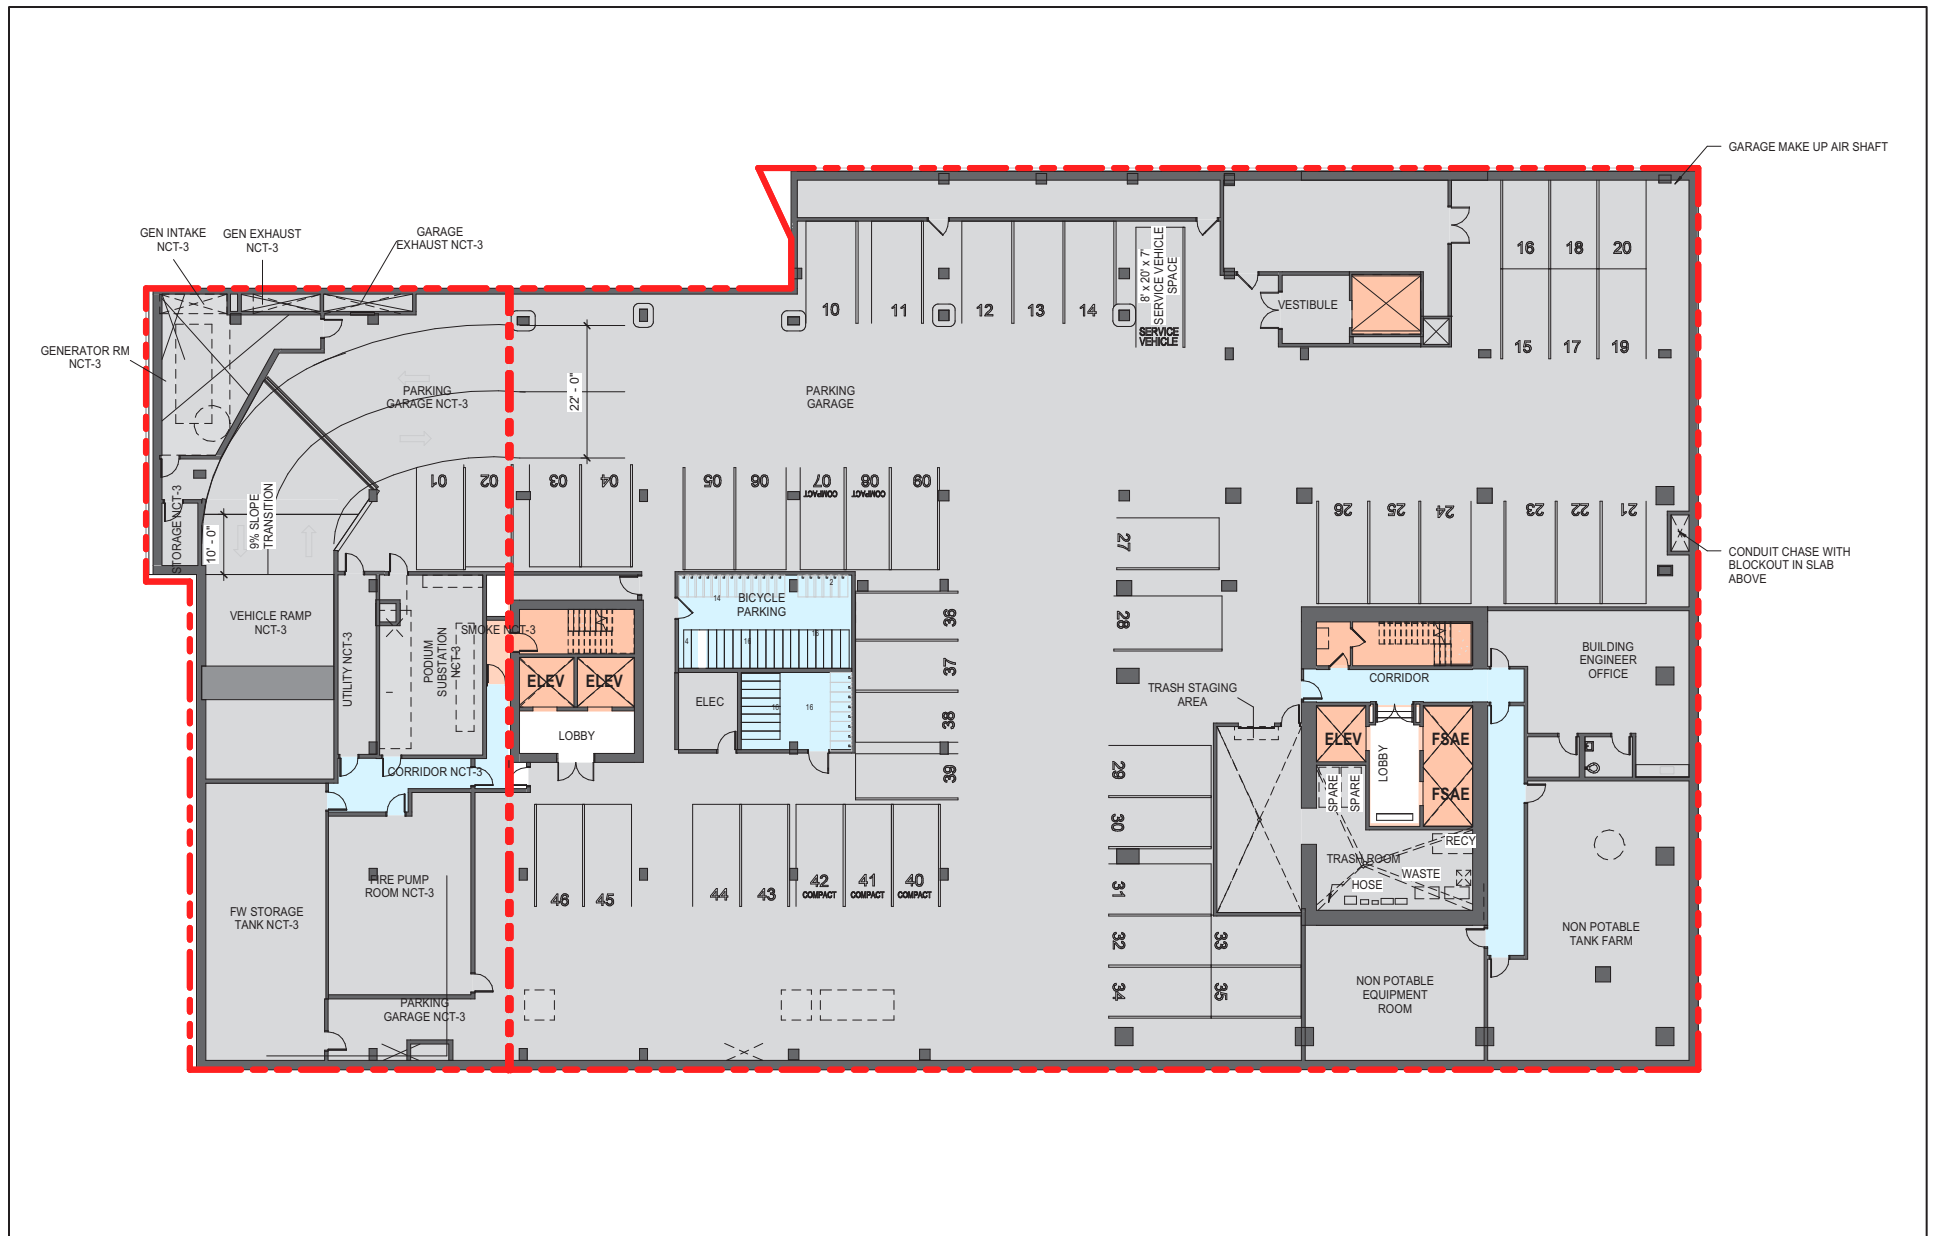 GARAGE MAKE UP AIR SHAFT
GEN INTAKE
NCT-3
GEN EXHAUST
NCT-3
GARAGE
EXHAUST NCT-3
GENERATOR RM
NCT-3
10
11
12
13
14
8' x 20' x 7'
SERVICE VEHICLE
SPACE
SERVICE
VEHICLE
VESTIBULE
16
18
20
15
17
19
PARKING
GARAGE NCT-3
22' - 0"
PARKING
GARAGE
01
02
03
04
05
06
07
COMPACT
08
COMPACT
09
26
25
24
23
22
21
27
28
STORAGE NCT-3
10' - 0"
9% SLOPE
TRANSITION
CONDUIT CHASE WITH
BLOCKOUT IN SLAB
ABOVE
VEHICLE RAMP
NCT-3
UTILITY NCT-3
PODIUM
SUBSTATION
NCT-3
SMOKE NCT-3
ELEV
ELEV
LOBBY
BICYCLE
PARKING
2
14
4
16
16
ELEC
18
16
36
37
38
39
TRASH STAGING
AREA
CORRIDOR
BUILDING
ENGINEER
OFFICE
ELEV
LOBBY
FSAE
FSAE
SPARE
SPARE
RECY
TRASH ROOM
WASTE
HOSE
CORRIDOR NCT-3
29
30
31
32
33
34
35
FIRE PUMP
ROOM NCT-3
FW STORAGE
TANK NCT-3
46
45
44
43
42
COMPACT
41
COMPACT
40
COMPACT
NON POTABLE
TANK FARM
NON POTABLE
EQUIPMENT
ROOM
PARKING
GARAGE NCT-3